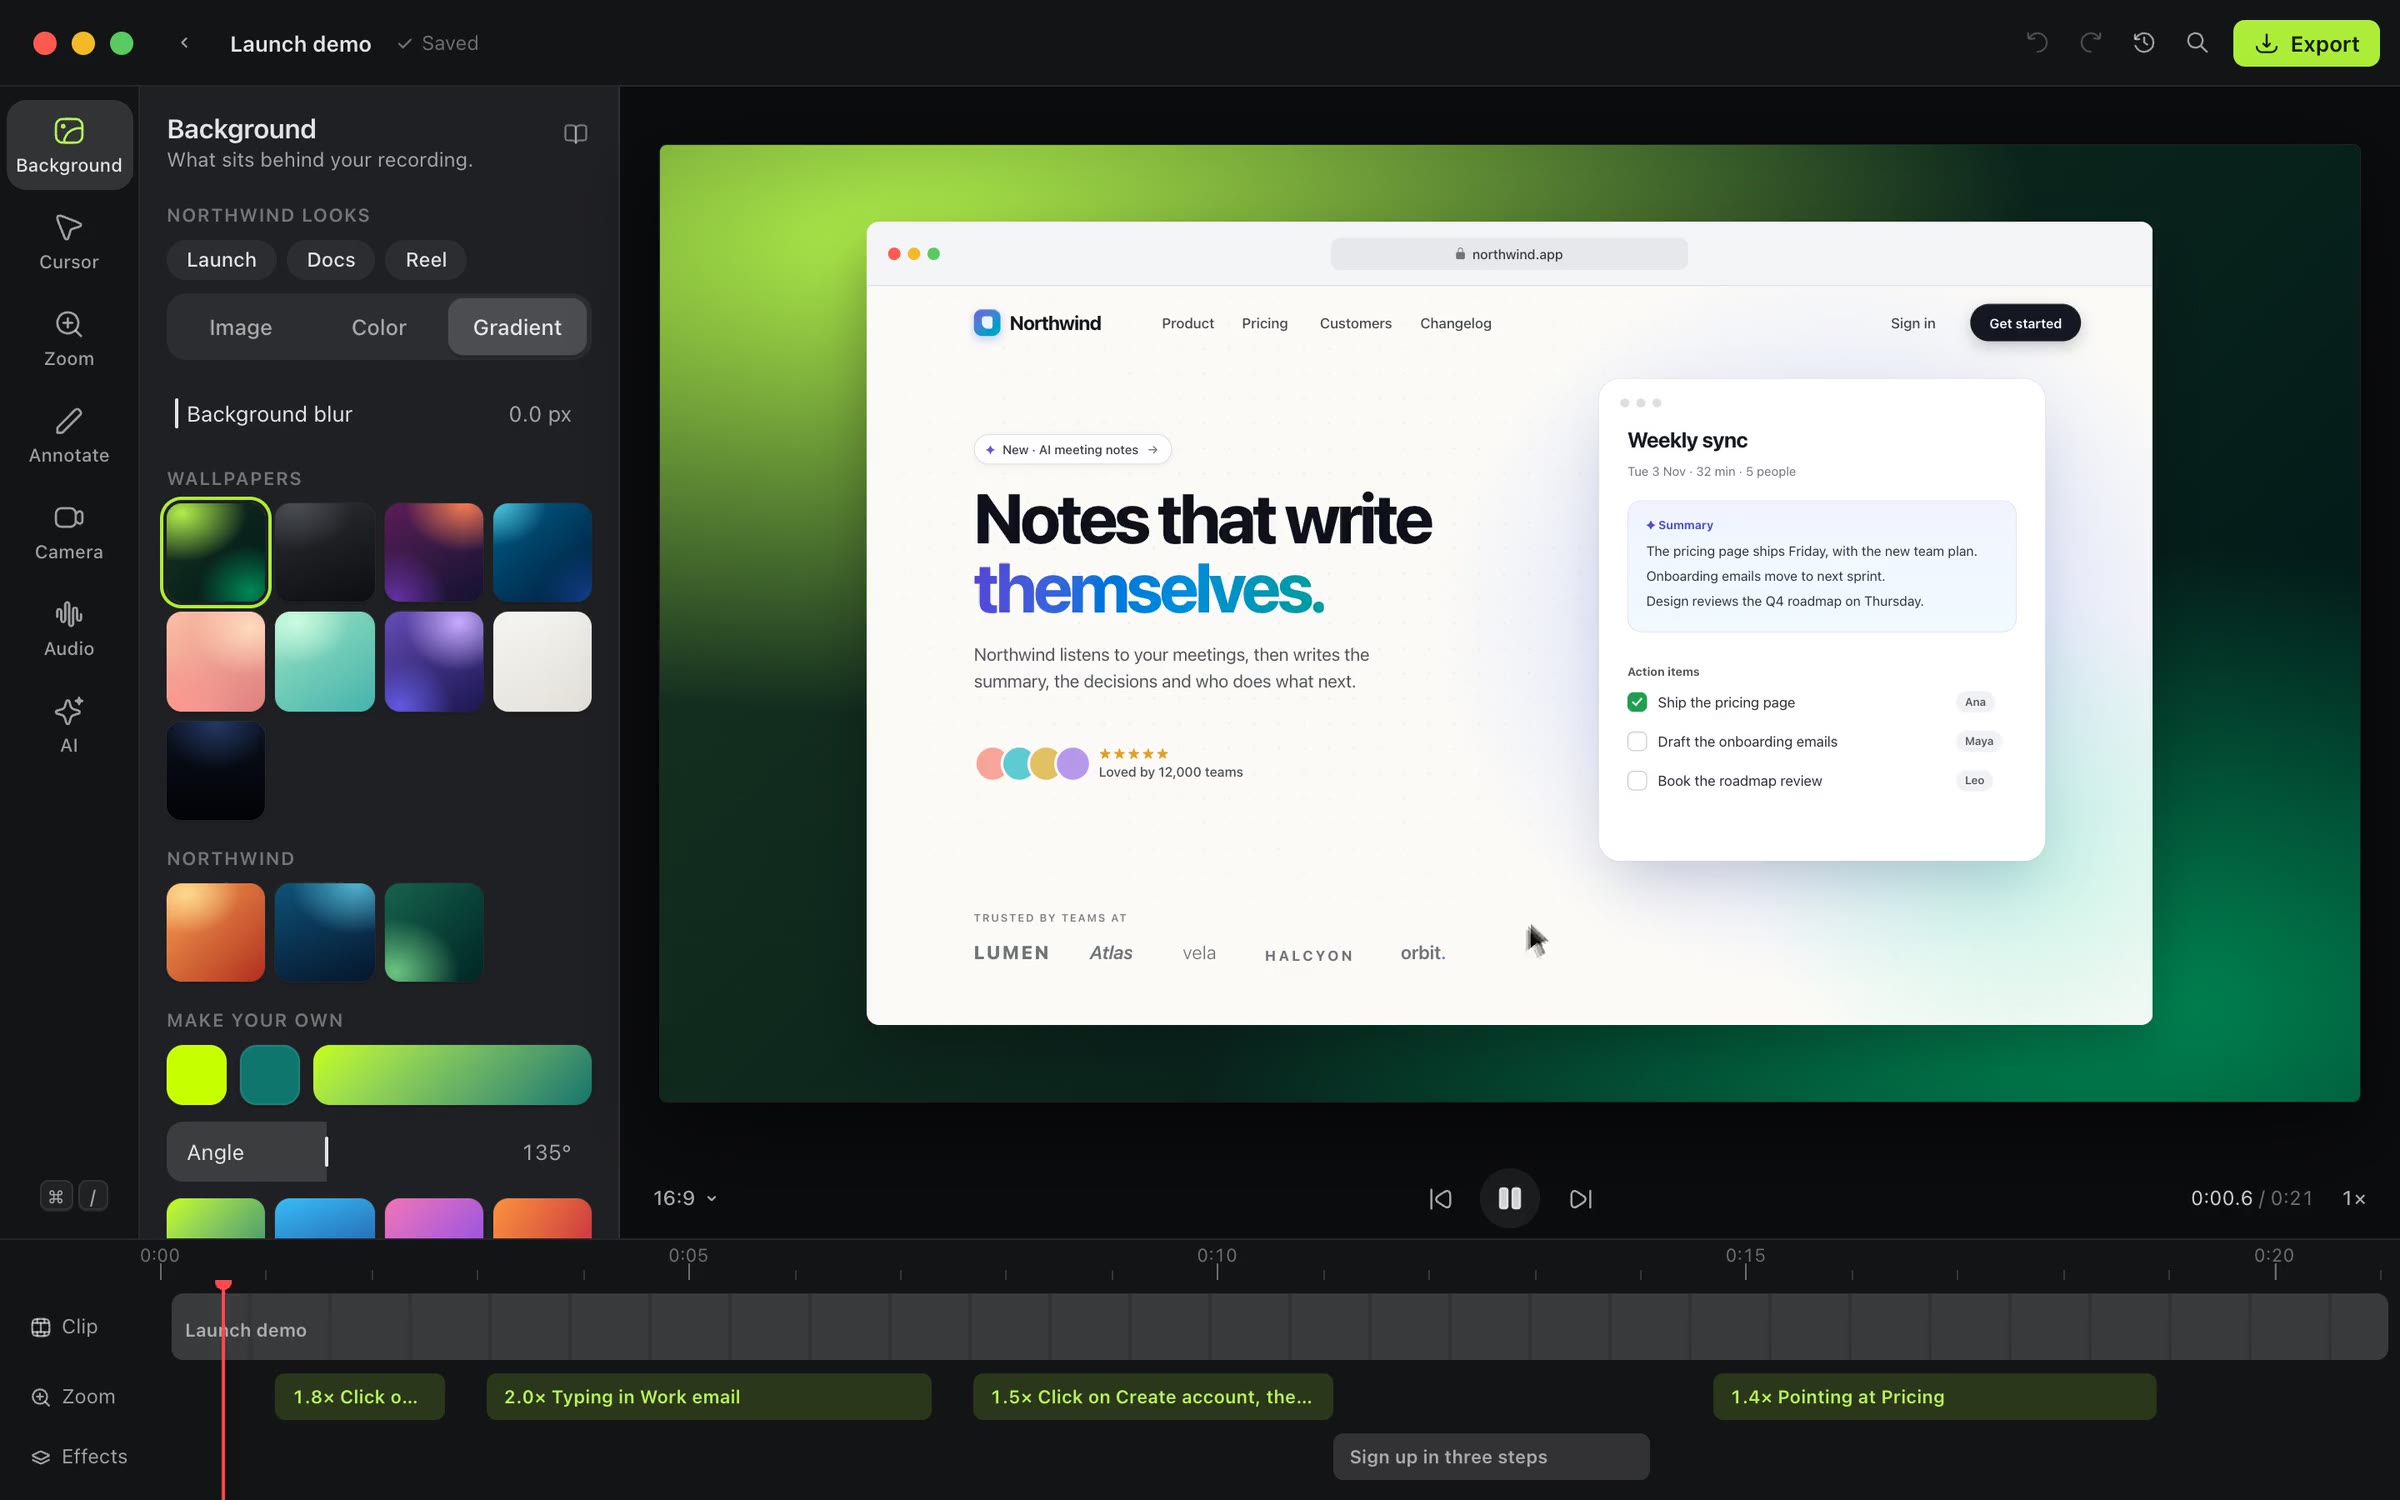 Launch demo
Saved
Export
Background
Cursor
Zoom
Annotate
Camera
Audio
AI
⌘ /
Background
What sits behind your recording.
NORTHWIND LOOKS
Launch
Docs
Reel
Image
Color
Gradient
Background blur
0.0 px
WALLPAPERS
NORTHWIND
MAKE YOUR OWN
Angle
135°
northwind.app
Northwind
Product
Pricing
Customers
Changelog
Sign in
Get started
New · AI meeting notes →
Notes that write
themselves.
Northwind listens to your meetings, then writes the
summary, the decisions and who does what next.
★★★★★
Loved by 12,000 teams
TRUSTED BY TEAMS AT
LUMEN
Atlas
vela
HALCYON
orbit.
Weekly sync
Tue 3 Nov · 32 min · 5 people
Summary
The pricing page ships Friday, with the new team plan.
Onboarding emails move to next sprint.
Design reviews the Q4 roadmap on Thursday.
Action items
Ship the pricing page
Ana
Draft the onboarding emails
Maya
Book the roadmap review
Leo
16:9
0:00.6 / 0:21
1×
0:00
0:05
0:10
0:15
0:20
Clip
Launch demo
Zoom
1.8× Click o...
2.0× Typing in Work email
1.5× Click on Create account, the...
1.4× Pointing at Pricing
Effects
Sign up in three steps